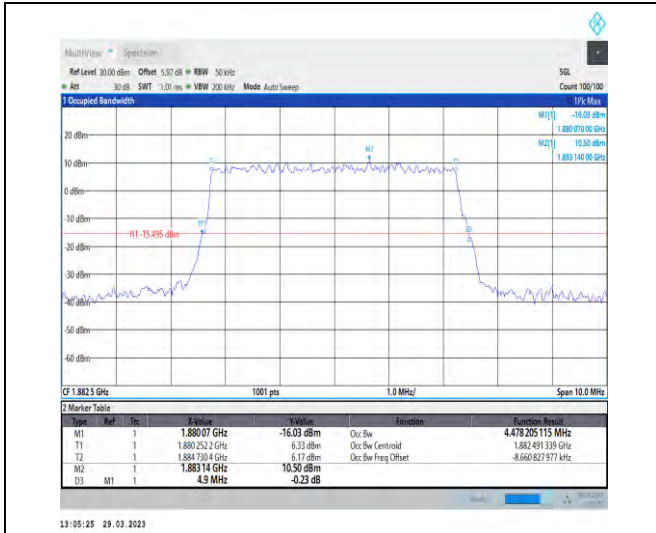 MultiView Spectrum
Ref Level 30.00 dBm Offset 5.97 dB RBW 50 kHz SGL
Att 30 dB SWT 1.01 ms VBW 200 kHz Mode Auto Sweep Count 100/100
1 Occupied Bandwidth 1Pk Max
M1[1] -16.03 dBm
1.880 070 00 GHz
20 dBm M2[1] 10.50 dBm
1.883 140 00 GHz
M2
10 dBm
0 dBm
-10 dBm
H1 -15.495 dBm
-20 dBm
-30 dBm
-40 dBm
-50 dBm
-60 dBm
CF 1.882 5 GHz 1001 pts 1.0 MHz/ Span 10.0 MHz
2 Marker Table
Type Ref Trc X-Value Y-Value Function Function Result
M1 1 1.88007 GHz -16.03 dBm Occ Bw 4.478 205 115 MHz
T1 1 1.880 252 2 GHz 6.33 dBm Occ Bw Centroid 1.882 491 339 GHz
T2 1 1.884 730 4 GHz 6.17 dBm Occ Bw Freq Offset -8.660 827 977 kHz
M2 1 1.88314 GHz 10.50 dBm
D3 M1 1 4.9 MHz -0.23 dB
13:05:25 29.03.2023